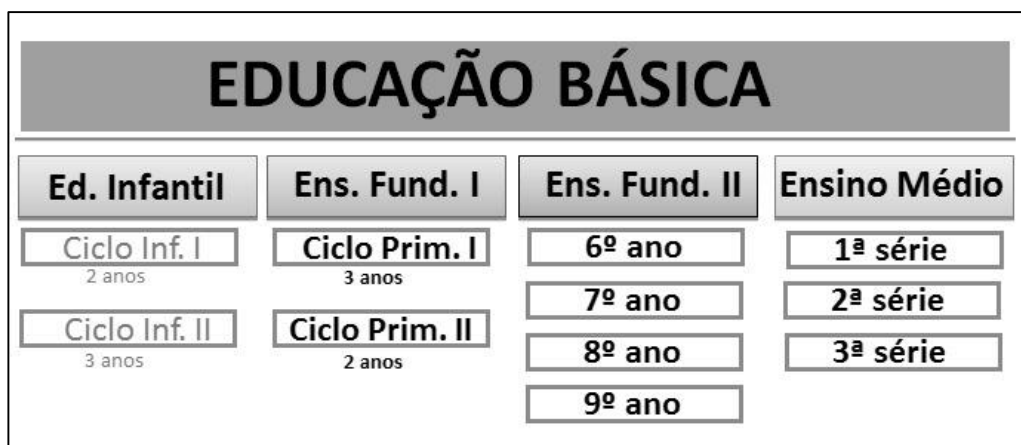 EDUCAÇÃO BÁSICA
Ed. Infantil
Ciclo Inf. I
2 anos
Ciclo Inf. II
3 anos
Ens. Fund. I
Ciclo Prim. I
3 anos
Ciclo Prim. II
2 anos
Ens. Fund. II
6º ano
7º ano
8º ano
9º ano
Ensino Médio
1ª série
2ª série
3ª série